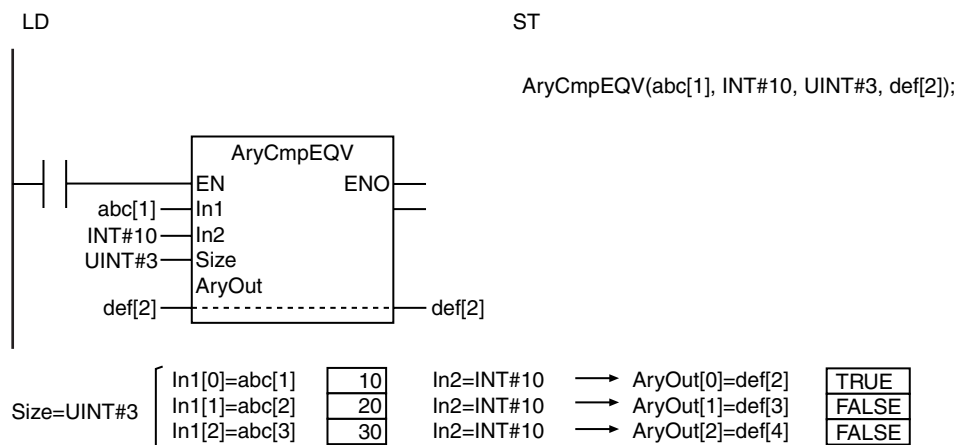 LD ST
AryCmpEQV(abc[1], INT#10, UINT#3, def[2]);
AryCmpEQV
EN ENO
abc[1] In1
INT#10 In2
UINT#3 Size
AryOut
def[2] def[2]
Size=UINT#3
In1[0]=abc[1] 10 In2=INT#10 → AryOut[0]=def[2] TRUE
In1[1]=abc[2] 20 In2=INT#10 → AryOut[1]=def[3] FALSE
In1[2]=abc[3] 30 In2=INT#10 → AryOut[2]=def[4] FALSE